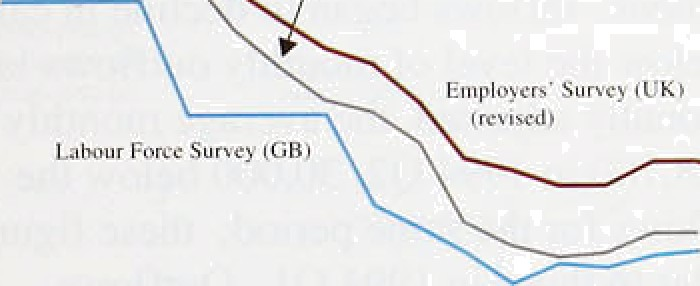 Employers' Survey (UK)
(revised)
Labour Force Survey (GB)